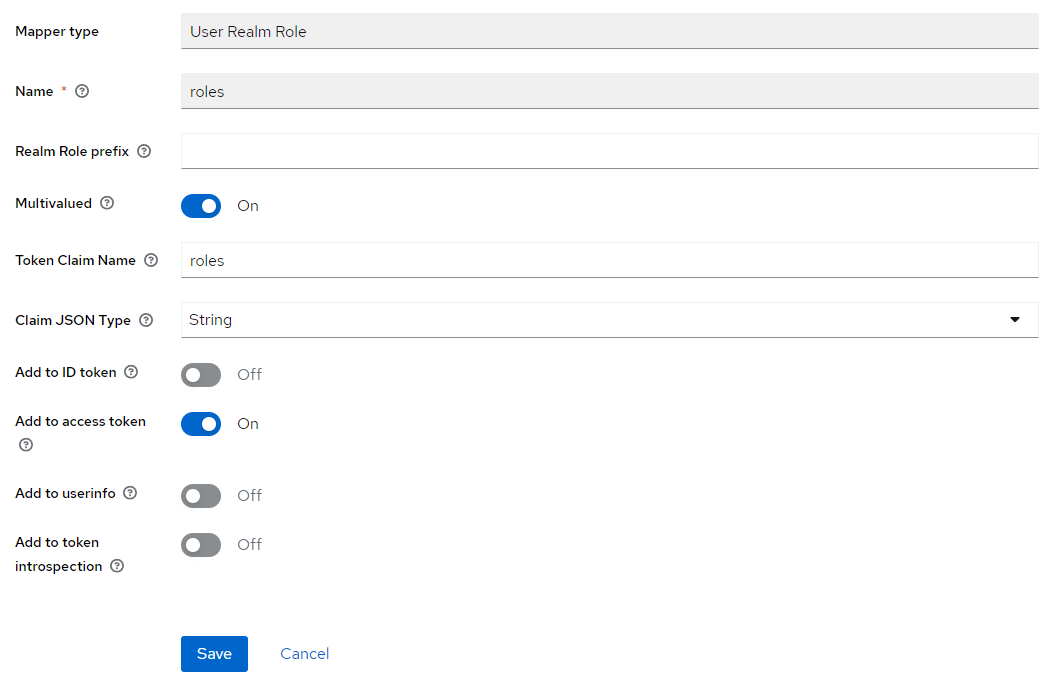 Mapper type
User Realm Role
Name *
roles
Realm Role prefix
Multivalued
On
Token Claim Name
roles
Claim JSON Type
String
Add to ID token
Off
Add to access token
On
Add to userinfo
Off
Add to token
introspection
Off
Save
Cancel